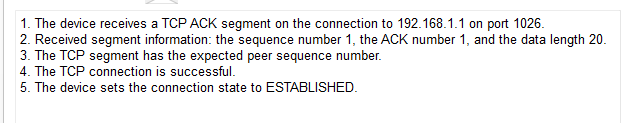 1. The device receives a TCP ACK segment on the connection to 192.168.1.1 on port 1026.
2. Received segment information: the sequence number 1, the ACK number 1, and the data length 20.
3. The TCP segment has the expected peer sequence number.
4. The TCP connection is successful.
5. The device sets the connection state to ESTABLISHED.